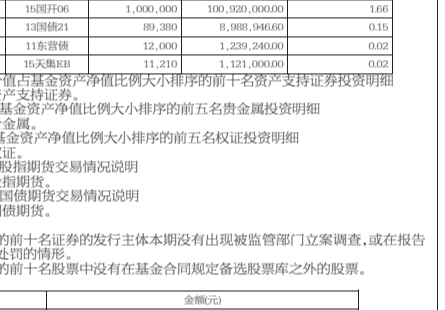 15国开06 1,000,000 100,920,000.00 1.66
13国债21 89,380 8,988,946.60 0.15
11东营债 12,000 1,239,240.00 0.02
15天集EB 11,210 1,121,000.00 0.02
值占基金资产净值比例大小排序的前十名资产支持证券投资明细
产支持证券。
基金资产净值比例大小排序的前五名贵金属投资明细
金属。
基金资产净值比例大小排序的前五名权证投资明细
证。
股指期货交易情况说明
指期货。
国债期货交易情况说明
债期货。
的前十名证券的发行主体本期没有出现被监管部门立案调查,或在报告
处罚的情形。
的前十名股票中没有在基金合同规定备选股票库之外的股票。
金额(元)